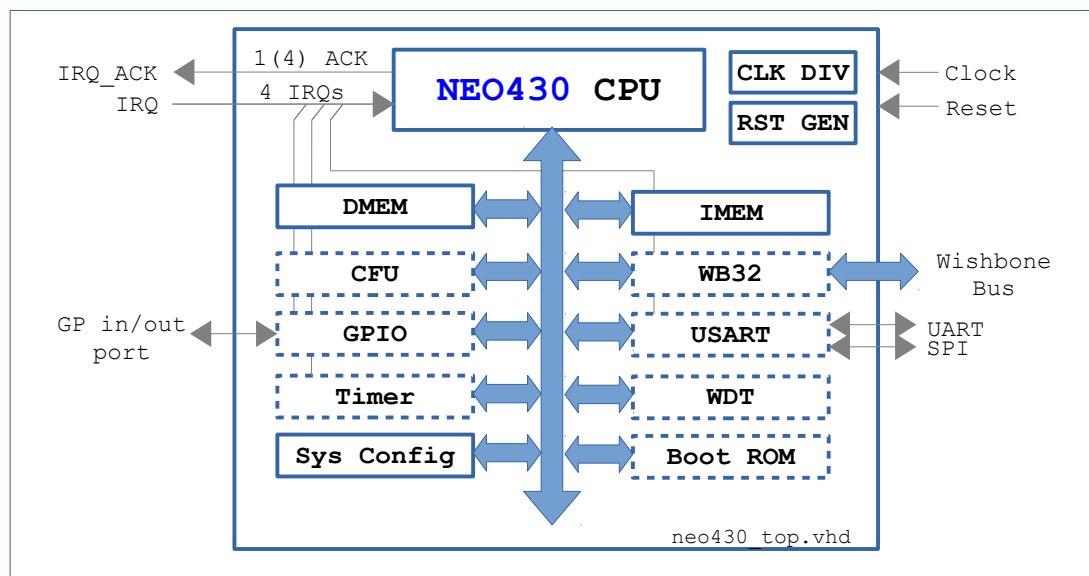 1(4) ACK
IRQ_ACK
4 IRQs
IRQ
NEO430 CPU
CLK DIV
Clock
RST GEN
Reset
DMEM
IMEM
CFU
WB32
Wishbone
Bus
GP in/out
port
GPIO
USART
UART
SPI
Timer
WDT
Sys Config
Boot ROM
neo430_top.vhd